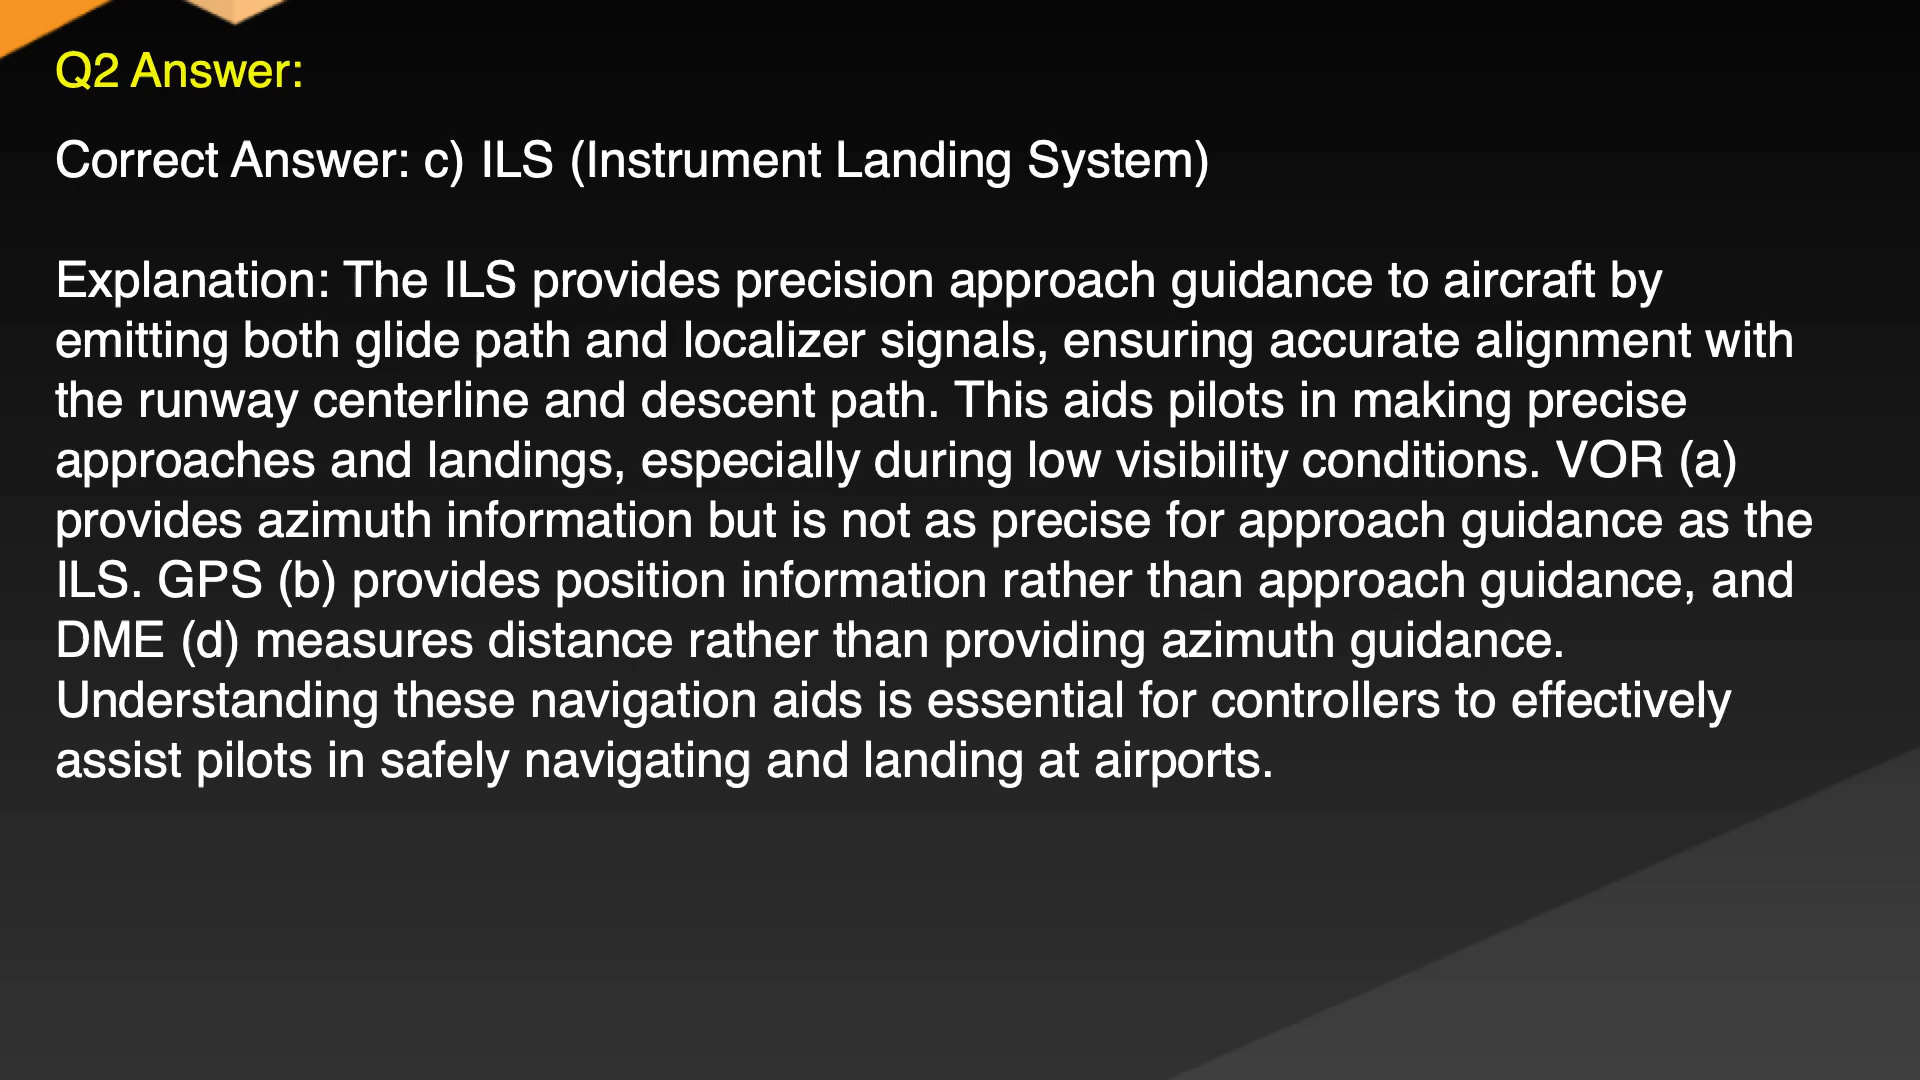 Q2 Answer:
Correct Answer: c) ILS (Instrument Landing System)
Explanation: The ILS provides precision approach guidance to aircraft by
emitting both glide path and localizer signals, ensuring accurate alignment with
the runway centerline and descent path. This aids pilots in making precise
approaches and landings, especially during low visibility conditions. VOR (a)
provides azimuth information but is not as precise for approach guidance as the
ILS. GPS (b) provides position information rather than approach guidance, and
DME (d) measures distance rather than providing azimuth guidance.
Understanding these navigation aids is essential for controllers to effectively
assist pilots in safely navigating and landing at airports.